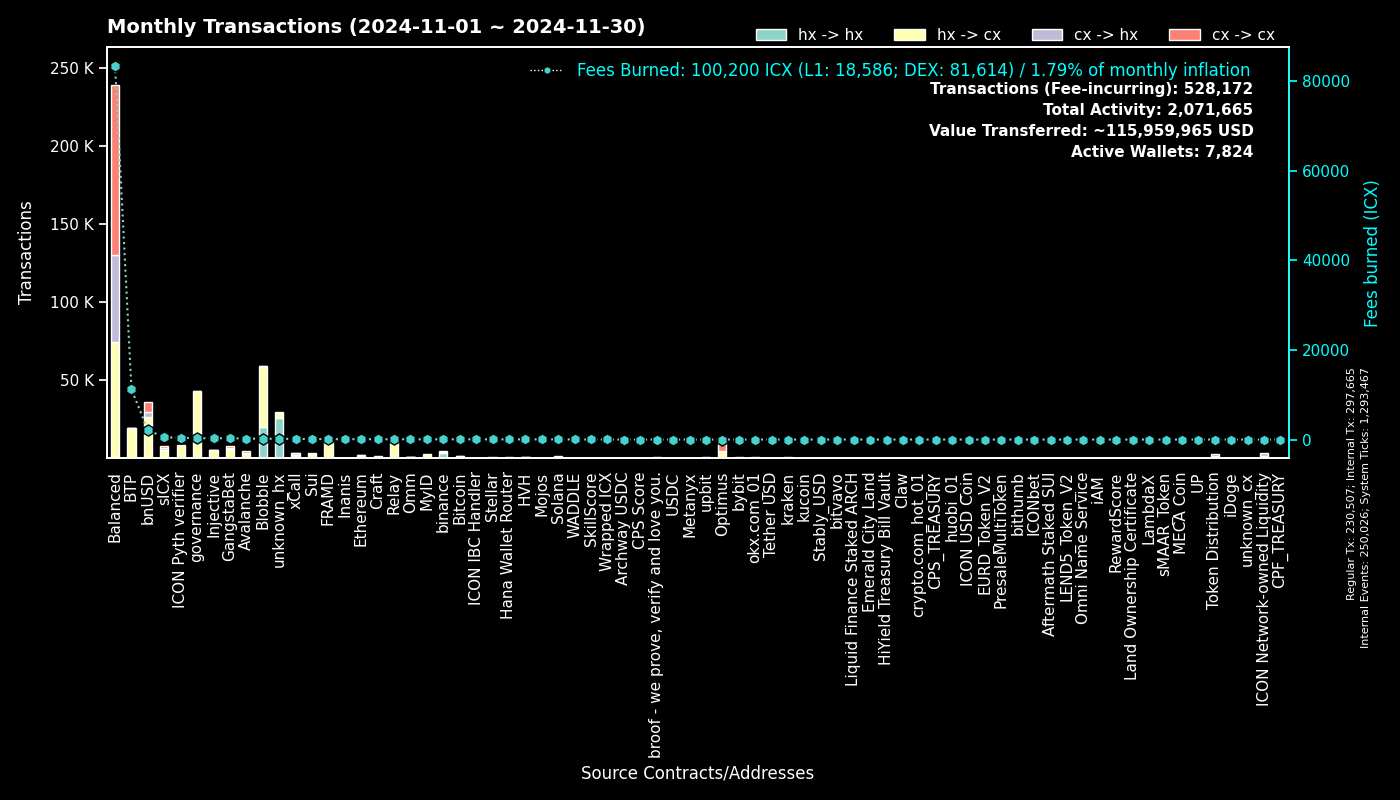 Monthly Transactions (2024-11-01 ~ 2024-11-30)
hx -> hx
hx -> cx
cx -> hx
cx -> cx
Fees Burned: 100,200 ICX (L1: 18,586; DEX: 81,614) / 1.79% of monthly inflation
Transactions (Fee-incurring): 528,172
Total Activity: 2,071,665
Value Transferred: ~115,959,965 USD
Active Wallets: 7,824
Transactions
250 K
200 K
150 K
100 K
50 K
80000
60000
40000
20000
0
Fees burned (ICX)
Regular Tx: 230,507; Internal Tx: 297,665
Internal Events: 250,026; System Ticks: 1,293,467
Balanced
BTP
bnUSD
sICX
ICON Pyth verifier
governance
Injective
GangstaBet
Avalanche
Blobble
unknown_hx
xCall
Sui
FRAMD
Inanis
Ethereum
Craft
Relay
Omm
MyID
binance
Bitcoin
ICON IBC Handler
Stellar
Hana Wallet Router
HVH
Mojos
Solana
WADDLE
SkillScore
Wrapped ICX
Archway USDC
CPS Score
broof - we prove, verify and love you.
USDC
Metanyx
upbit
Optimus
bybit
okx.com_01
Tether USD
kraken
kucoin
Stably_USD
bitvavo
Liquid Finance Staked ARCH
Emerald City Land
HiYield Treasury Bill Vault
Claw
crypto.com_hot_01
CPS_TREASURY
huobi_01
ICON USD Coin
EURD_Token_V2
PresaleMultiToken
bithumb
ICONbet
Aftermath Staked SUI
LEND5_Token_V2
Omni Name Service
iAM
RewardScore
Land Ownership Certificate
LambdaX
sMAAR_Token
MECA Coin
UP
Token Distribution
iDoge
unknown_cx
ICON Network-owned Liquidity
CPF_TREASURY
Source Contracts/Addresses